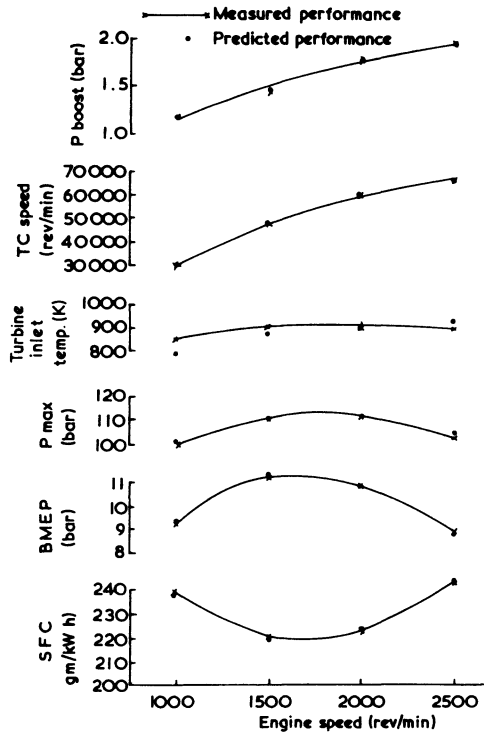 Measured performance
Predicted performance
P boost (bar)
2.0
1.5
1.0
TC speed
(rev/min)
70000
60000
50000
40000
30000
Turbine
inlet
temp. (K)
1000
900
800
P max
(bar)
120
110
100
BMEP
(bar)
11
10
9
8
SFC
gm/kW h)
240
230
220
210
200
1000
1500
2000
2500
Engine speed (rev/min)